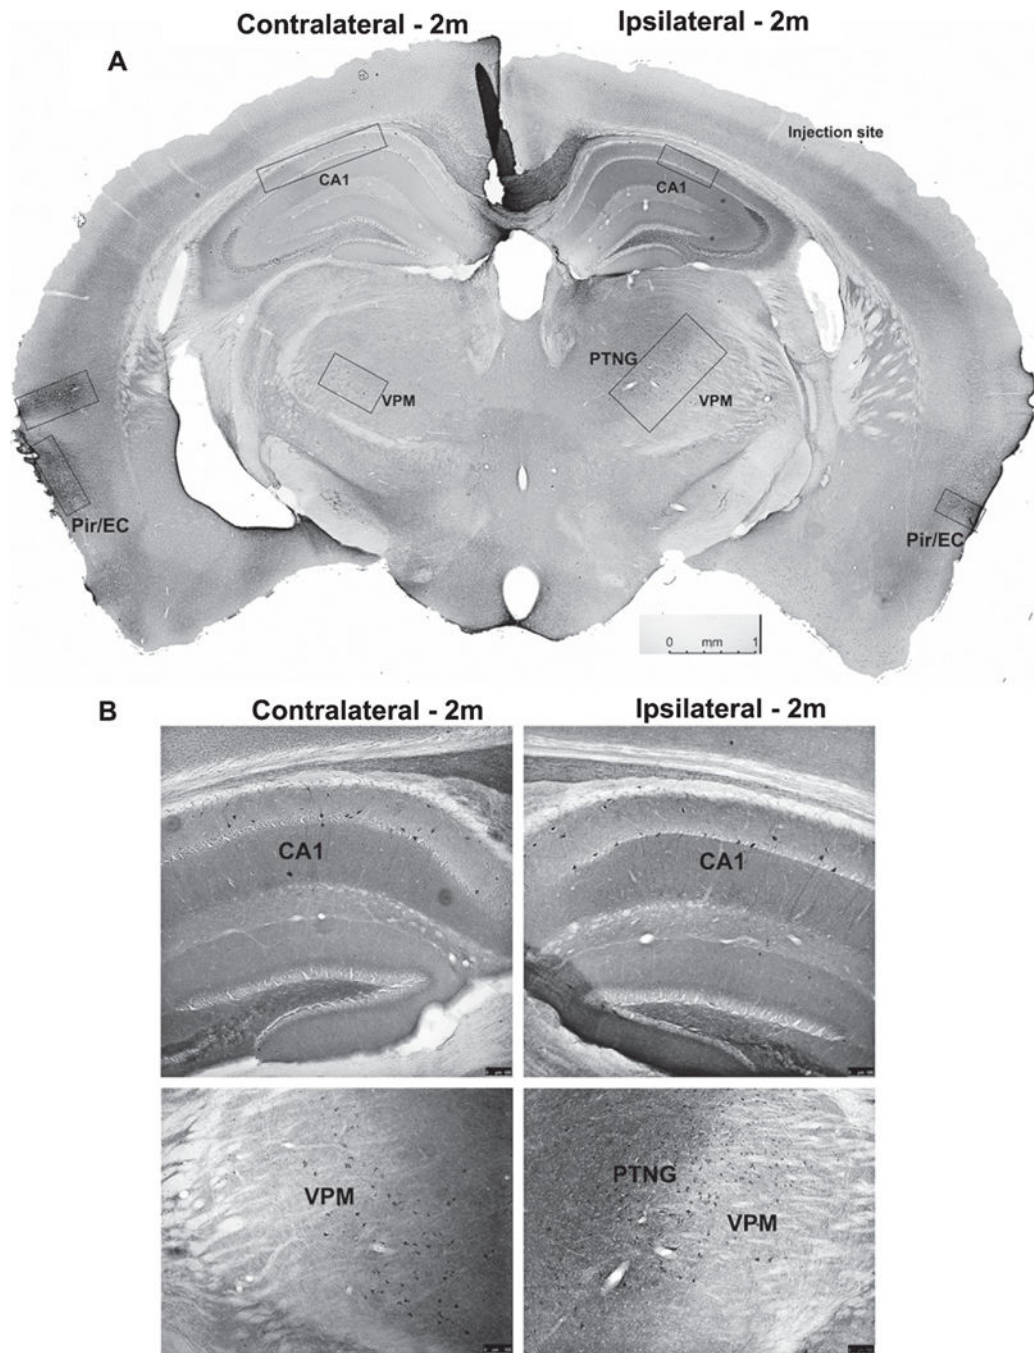 Contralateral - 2m Ipsilateral - 2m
A
Injection site
CA1 CA1
PTNG
VPM VPM
Pir/EC Pir/EC
0 mm 1
B
Contralateral - 2m Ipsilateral - 2m
CA1 CA1
VPM PTNG
VPM